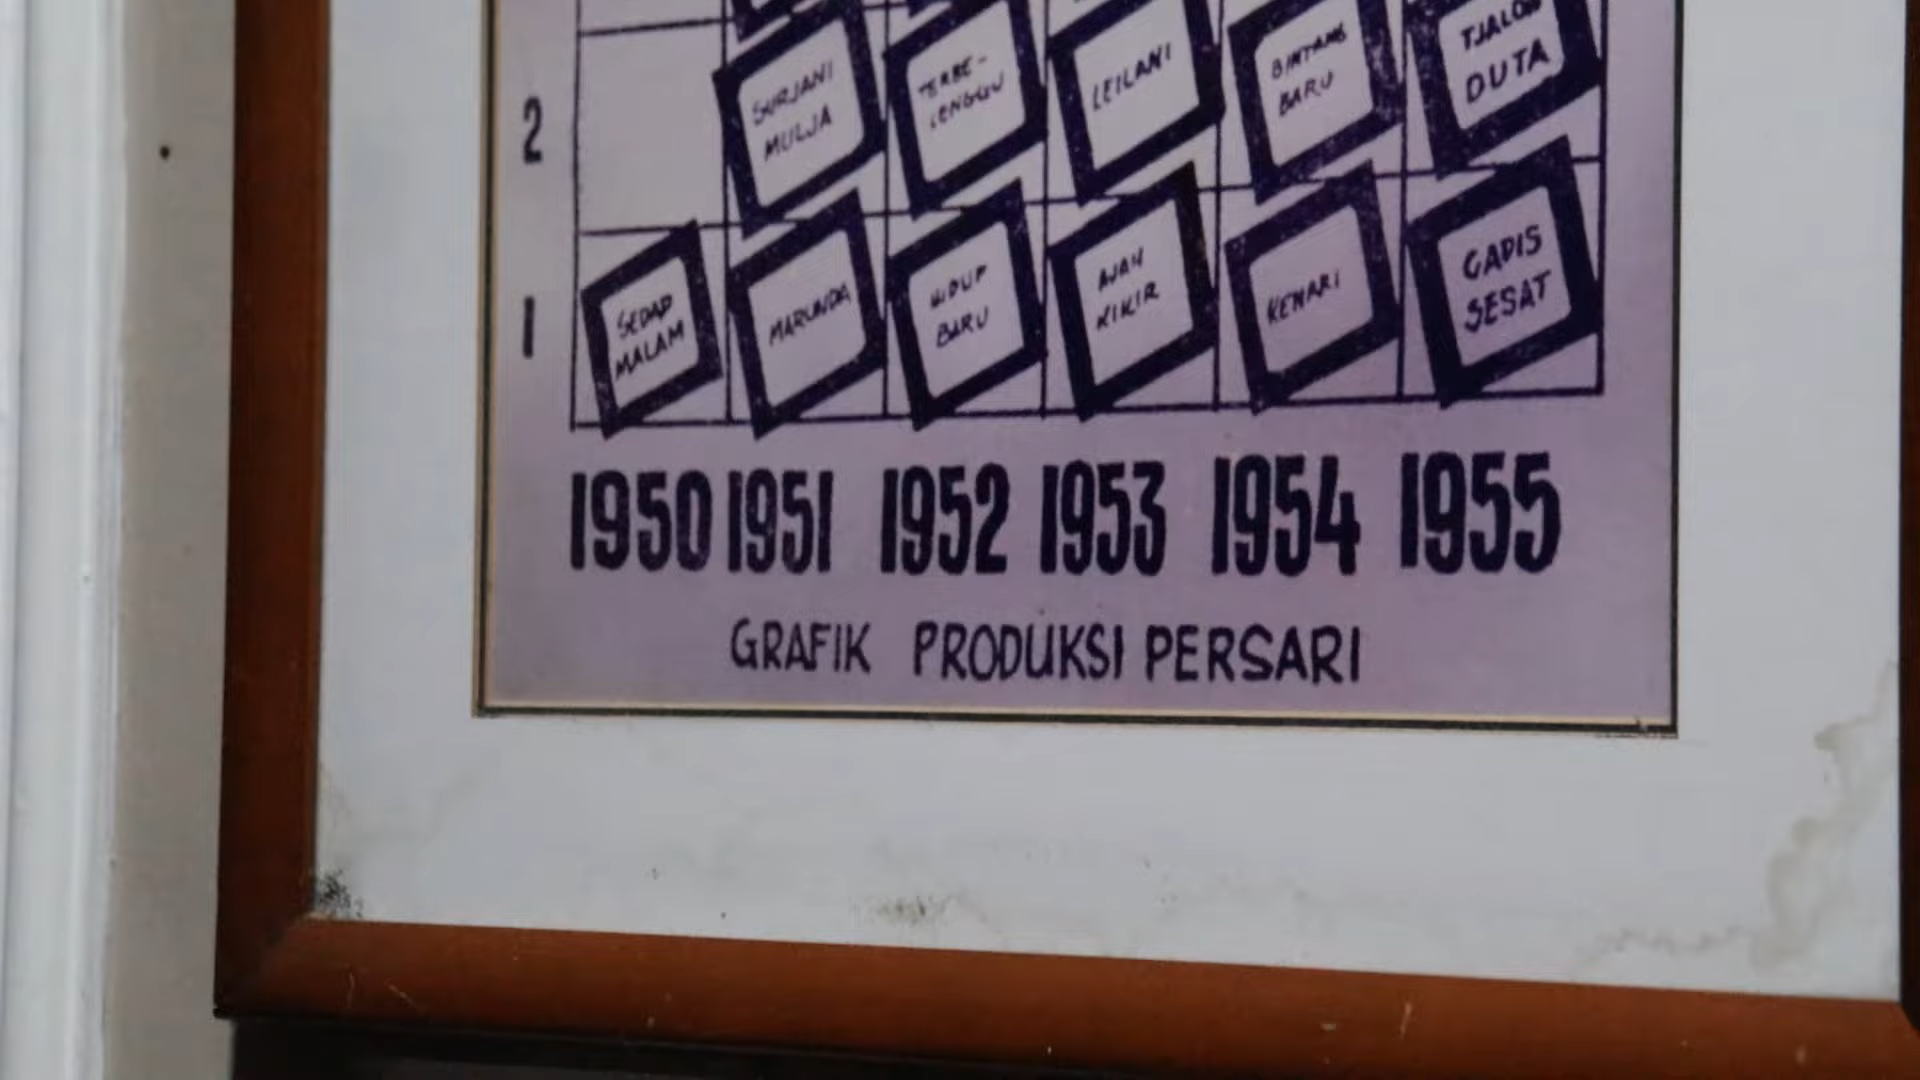 2
SURJANI
MULJA
TERBE-
LENGGU
LEILANI
BINTANG
BARU
TJALON
DUTA
1
SEDAP
MALAM
MARUNDA
HIDUP
BARU
AJAH
KIKIR
KENARI
GADIS
SESAT
1950 1951 1952 1953 1954 1955
GRAFIK PRODUKSI PERSARI